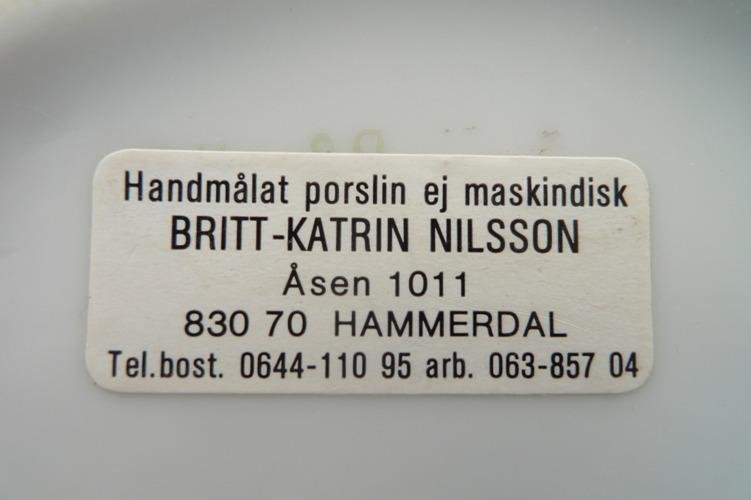 Handmålat porslin ej maskindisk
BRITT-KATRIN NILSSON
Åsen 1011
830 70 HAMMERDAL
Tel.bost. 0644-110 95 arb. 063-857 04